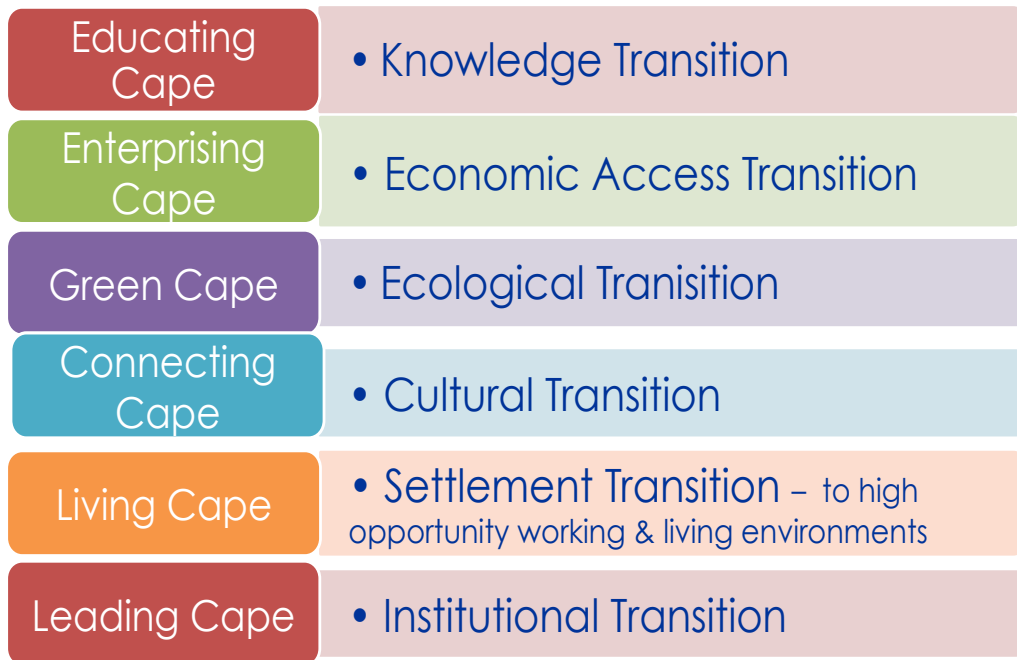 Educating
Cape
• Knowledge Transition
Enterprising
Cape
• Economic Access Transition
Green Cape
• Ecological Tranisition
Connecting
Cape
• Cultural Transition
Living Cape
• Settlement Transition – to high
opportunity working & living environments
Leading Cape
• Institutional Transition